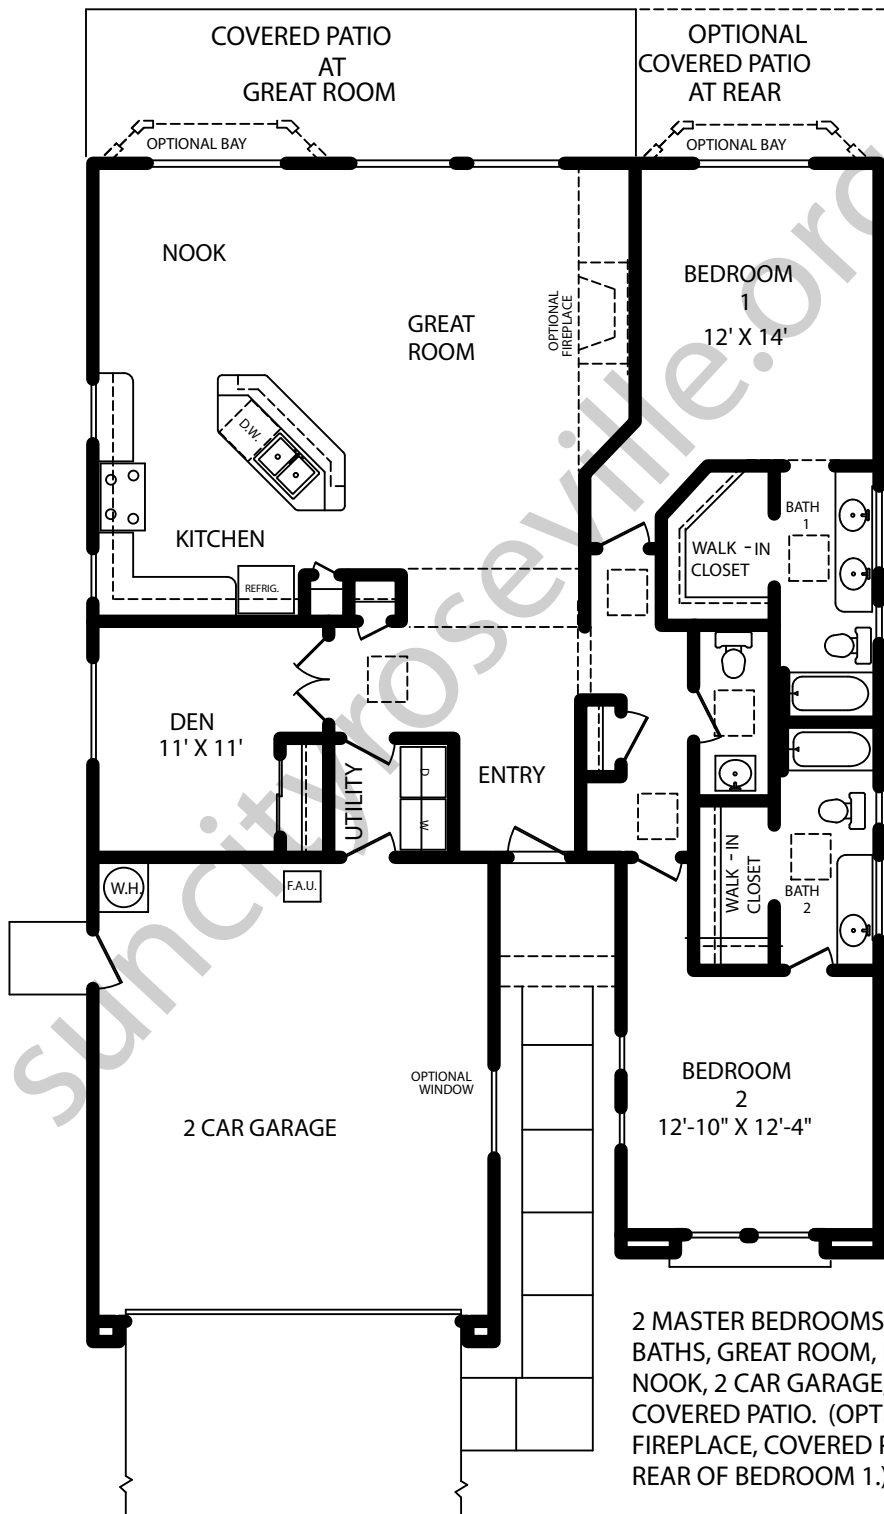 COVERED PATIO
AT
GREAT ROOM
OPTIONAL
COVERED PATIO
AT REAR
OPTIONAL BAY
OPTIONAL BAY
NOOK
GREAT
ROOM
OPTIONAL
FIREPLACE
BEDROOM
1
12' X 14'
D.W.
KITCHEN
REFRIG.
WALK - IN
CLOSET
BATH
1
DEN
11' X 11'
UTILITY
D
W
ENTRY
W.H.
F.A.U.
WALK - IN
CLOSET
BATH
2
OPTIONAL
WINDOW
2 CAR GARAGE
BEDROOM
2
12'-10" X 12'-4"
2 MASTER BEDROOMS
BATHS, GREAT ROOM,
NOOK, 2 CAR GARAGE,
COVERED PATIO. (OPT
FIREPLACE, COVERED
REAR OF BEDROOM 1.)
suncityroseville.org